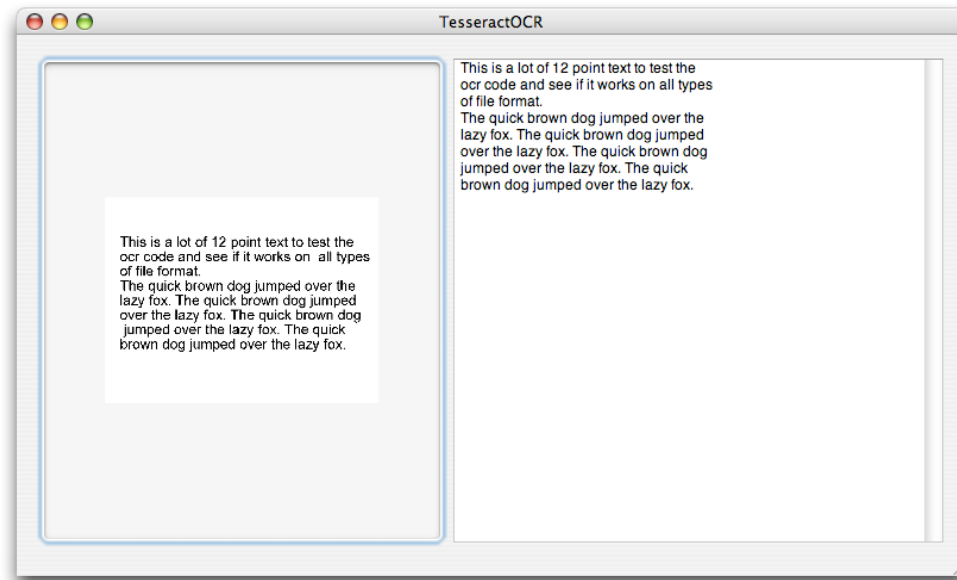 TesseractOCR
This is a lot of 12 point text to test the
ocr code and see if it works on  all types
of file format.
The quick brown dog jumped over the
lazy fox. The quick brown dog jumped
over the lazy fox. The quick brown dog
 jumped over the lazy fox. The quick
brown dog jumped over the lazy fox.
This is a lot of 12 point text to test the
ocr code and see if it works on all types
of file format.
The quick brown dog jumped over the
lazy fox. The quick brown dog jumped
over the lazy fox. The quick brown dog
jumped over the lazy fox. The quick
brown dog jumped over the lazy fox.